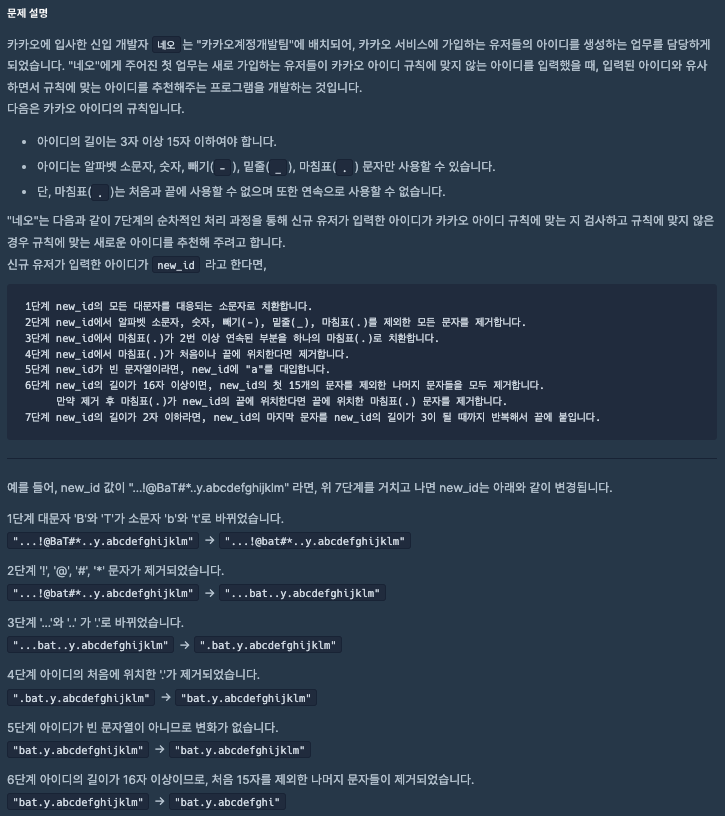 문제 설명
카카오에 입사한 신입 개발자 네오 는 "카카오계정개발팀"에 배치되어, 카카오 서비스에 가입하는 유저들의 아이디를 생성하는 업무를 담당하게
되었습니다. "네오"에게 주어진 첫 업무는 새로 가입하는 유저들이 카카오 아이디 규칙에 맞지 않는 아이디를 입력했을 때, 입력된 아이디와 유사
하면서 규칙에 맞는 아이디를 추천해주는 프로그램을 개발하는 것입니다.
다음은 카카오 아이디의 규칙입니다.
• 아이디의 길이는 3자 이상 15자 이하여야 합니다.
• 아이디는 알파벳 소문자, 숫자, 빼기( - ), 밑줄( _ ), 마침표( . ) 문자만 사용할 수 있습니다.
• 단, 마침표( . )는 처음과 끝에 사용할 수 없으며 또한 연속으로 사용할 수 없습니다.
"네오"는 다음과 같이 7단계의 순차적인 처리 과정을 통해 신규 유저가 입력한 아이디가 카카오 아이디 규칙에 맞는 지 검사하고 규칙에 맞지 않은
경우 규칙에 맞는 새로운 아이디를 추천해 주려고 합니다.
신규 유저가 입력한 아이디가 new_id 라고 한다면,
1단계 new_id의 모든 대문자를 대응되는 소문자로 치환합니다.
2단계 new_id에서 알파벳 소문자, 숫자, 빼기(-), 밑줄(_), 마침표(.)를 제외한 모든 문자를 제거합니다.
3단계 new_id에서 마침표(.)가 2번 이상 연속된 부분을 하나의 마침표(.)로 치환합니다.
4단계 new_id에서 마침표(.)가 처음이나 끝에 위치한다면 제거합니다.
5단계 new_id가 빈 문자열이라면, new_id에 "a"를 대입합니다.
6단계 new_id의 길이가 16자 이상이면, new_id의 첫 15개의 문자를 제외한 나머지 문자들을 모두 제거합니다.
만약 제거 후 마침표(.)가 new_id의 끝에 위치한다면 끝에 위치한 마침표(.) 문자를 제거합니다.
7단계 new_id의 길이가 2자 이하라면, new_id의 마지막 문자를 new_id의 길이가 3이 될 때까지 반복해서 끝에 붙입니다.
예를 들어, new_id 값이 "...!@BaT#*..y.abcdefghijklm" 라면, 위 7단계를 거치고 나면 new_id는 아래와 같이 변경됩니다.
1단계 대문자 'B'와 'T'가 소문자 'b'와 't'로 바뀌었습니다.
"...!@BaT#*..y.abcdefghijklm" → "...!@bat#*..y.abcdefghijklm"
2단계 '!', '@', '#', '*' 문자가 제거되었습니다.
"...!@bat#*..y.abcdefghijklm" → "...bat..y.abcdefghijklm"
3단계 '...'와 '..' 가 '.'로 바뀌었습니다.
"...bat..y.abcdefghijklm" → ".bat.y.abcdefghijklm"
4단계 아이디의 처음에 위치한 '.'가 제거되었습니다.
".bat.y.abcdefghijklm" → "bat.y.abcdefghijklm"
5단계 아이디가 빈 문자열이 아니므로 변화가 없습니다.
"bat.y.abcdefghijklm" → "bat.y.abcdefghijklm"
6단계 아이디의 길이가 16자 이상이므로, 처음 15자를 제외한 나머지 문자들이 제거되었습니다.
"bat.y.abcdefghijklm" → "bat.y.abcdefghi"